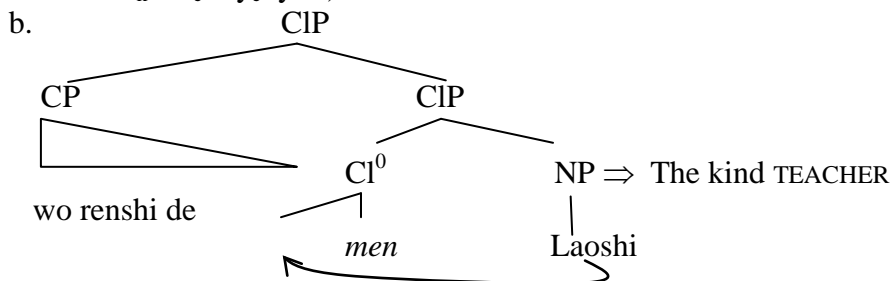 b.
ClP
CP ClP
Cl⁰ NP ⇒ The kind TEACHER
wo renshi de
men Laoshi